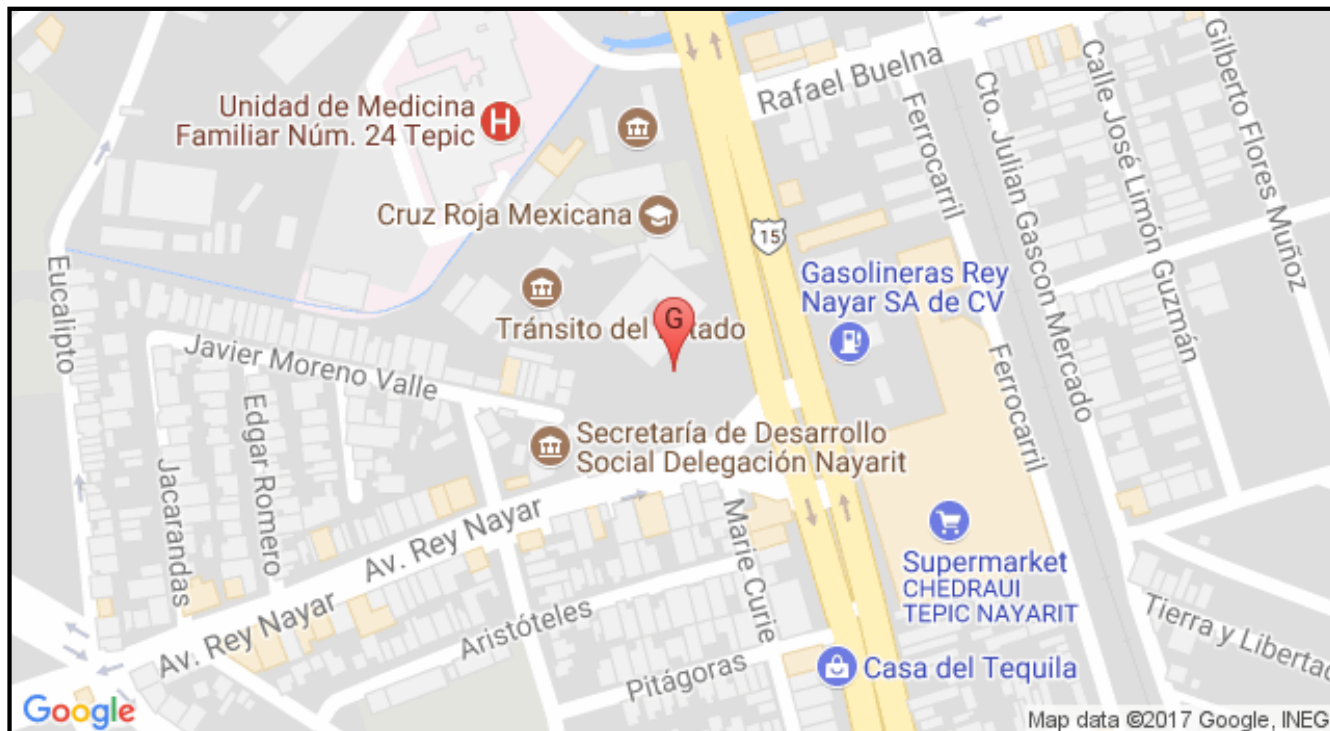 Unidad de Medicina
Familiar Núm. 24 Tepic
H
Rafael Buelna
Ferrocarril
Cto. Julian Gascon Mercado
Calle José Limón Guzmán
Gilberto Flores Muñoz
Cruz Roja Mexicana
15
Eucalipto
Gasolineras Rey
Nayar SA de CV
Tránsito del
G
Javier Moreno Valle
Ferrocarril
Edgar Romero
Jacarandas
Secretaría de Desarrollo
Social Delegación Nayarit
Av. Rey Nayar
Marie Curie
Supermarket
CHEDRAUI
TEPIC NAYARIT
Av. Rey Nayar
Aristóteles
Tierra y Libertad
Pitágoras
Casa del Tequila
Google
Map data ©2017 Google, INEG